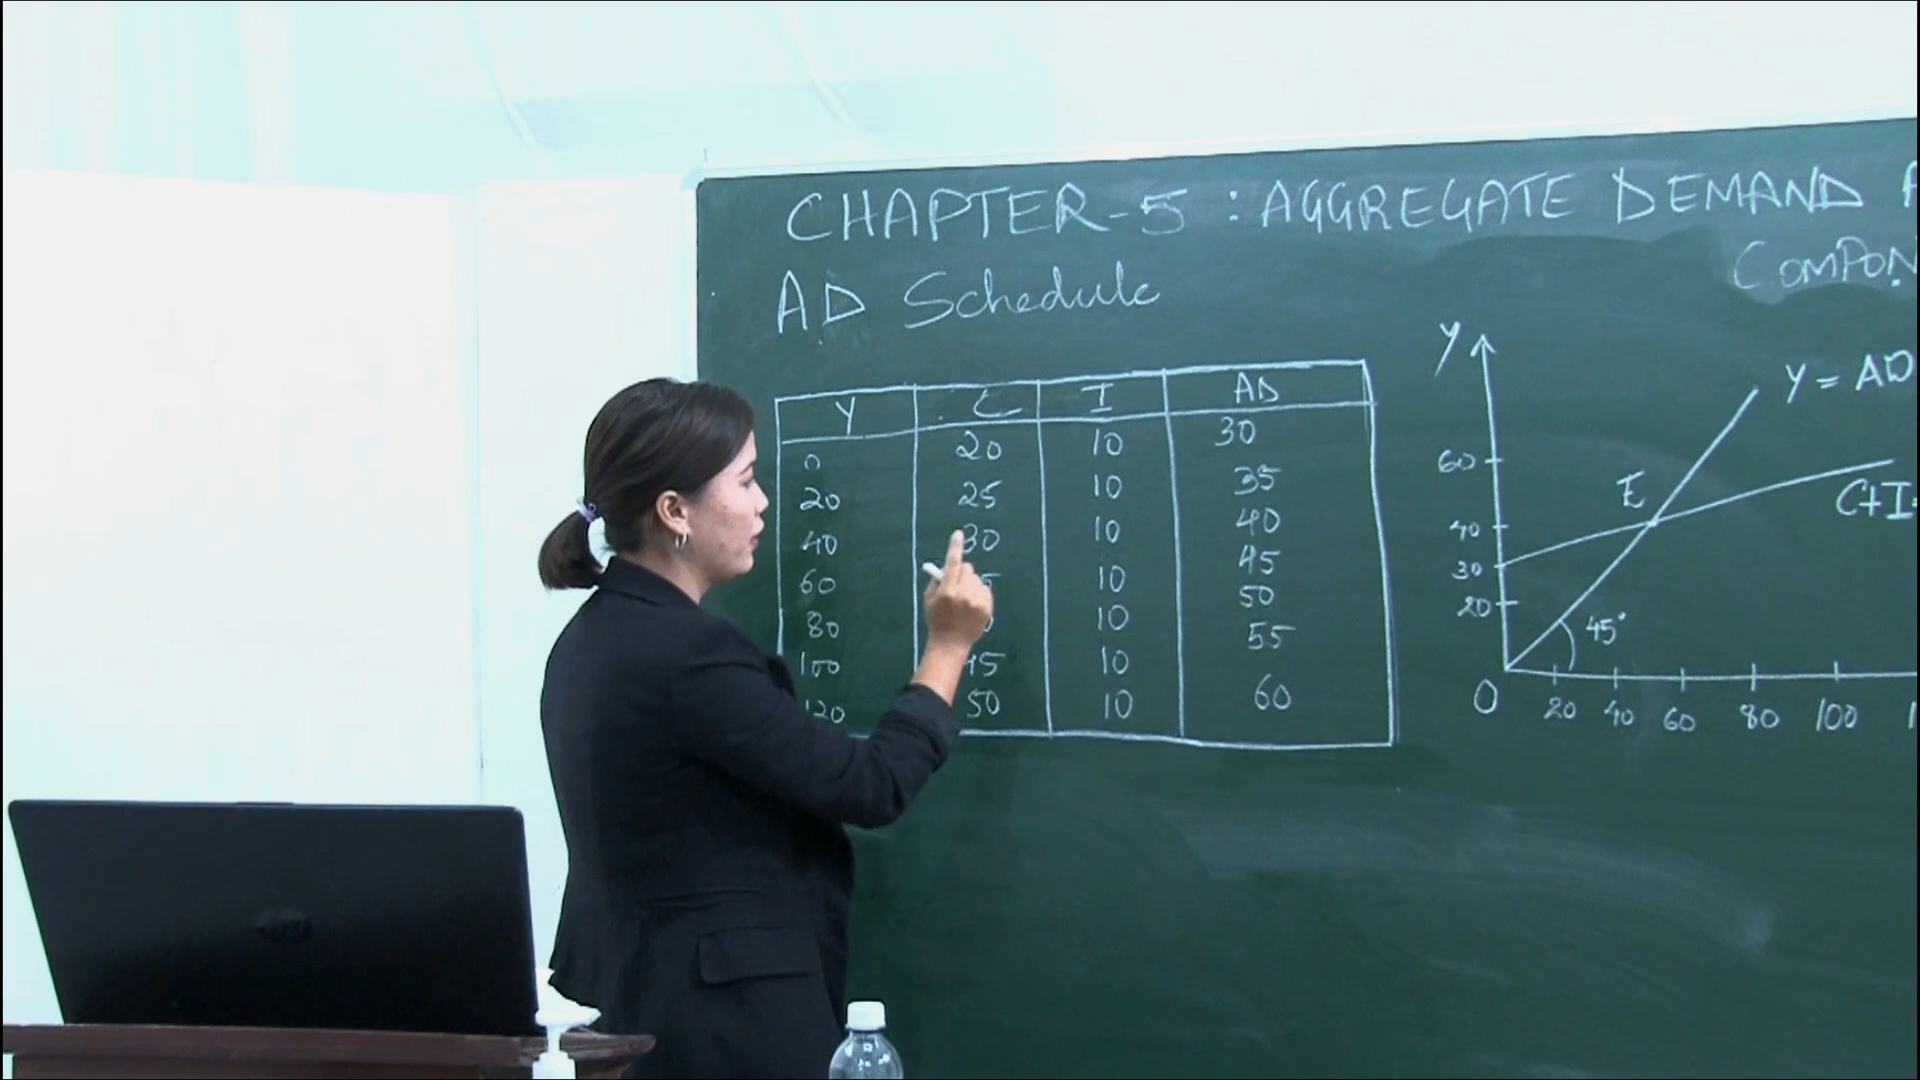 CHAPTER-5 : AGGREGATE DEMAND
COMPON
AD Schedule
Y C I AD
0 20 10 30
20 25 10 35
40 30 10 40
60 5 10 45
80 10 50
100 45 10 55
120 50 10 60
Y
Y = AD
60
E
C+I=
40
30
20
45°
0 20 40 60 80 100
hp